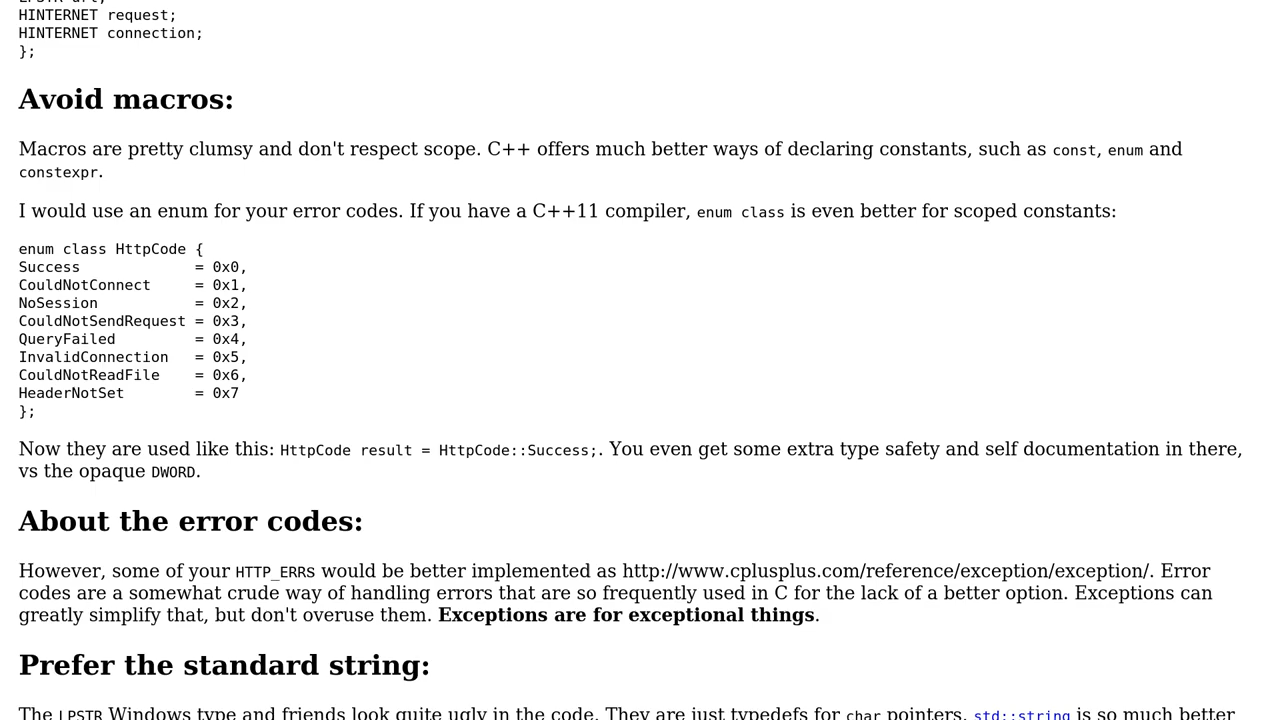 HINTERNET request;
HINTERNET connection;
};
Avoid macros:
Macros are pretty clumsy and don't respect scope. C++ offers much better ways of declaring constants, such as const, enum and
constexpr.
I would use an enum for your error codes. If you have a C++11 compiler, enum class is even better for scoped constants:
enum class HttpCode {
Success             = 0x0,
CouldNotConnect     = 0x1,
NoSession           = 0x2,
CouldNotSendRequest = 0x3,
QueryFailed         = 0x4,
InvalidConnection   = 0x5,
CouldNotReadFile    = 0x6,
HeaderNotSet        = 0x7
};
Now they are used like this: HttpCode result = HttpCode::Success;. You even get some extra type safety and self documentation in there,
vs the opaque DWORD.
About the error codes:
However, some of your HTTP_ERRs would be better implemented as http://www.cplusplus.com/reference/exception/exception/. Error
codes are a somewhat crude way of handling errors that are so frequently used in C for the lack of a better option. Exceptions can
greatly simplify that, but don't overuse them. Exceptions are for exceptional things.
Prefer the standard string:
The LPSTR Windows type and friends look quite ugly in the code. They are just typedefs for char pointers. std::string is so much better